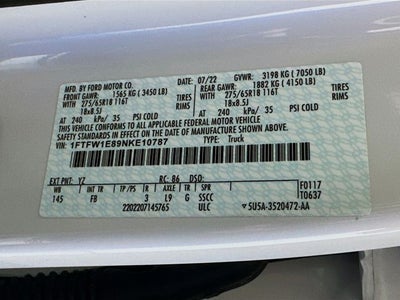 MFD. BY FORD MOTOR CO. 07/22 GVWR: 3198 KG ( 7050 LB)
FRONT GAWR: 1565 KG ( 3450 LB) REAR GAWR: 1882 KG ( 4150 LB)
275/65R18 116T TIRES 275/65R18 116T TIRES
18x8.5J RIMS 18x8.5J RIMS
AT 240 kPa/ 35 PSI COLD AT 240 kPa/ 35 PSI COLD
THIS VEHICLE CONFORMS TO ALL APPLICABLE FEDERAL MOTOR VEHICLE
SAFETY AND THEFT PREVENTION STANDARDS IN EFFECT ON THE DATE OF MANUFACTURE
VIN: 1FTFW1E89NKE10787 TYPE: Truck
EXT PNT: YZ RC: 86 DSO: F0117
WB INT TR TP/PS R AXLE TR SPR T0637
145 FB 3 L9 G SSCC
2202207145765 ULC 5U5A-3520472-AA